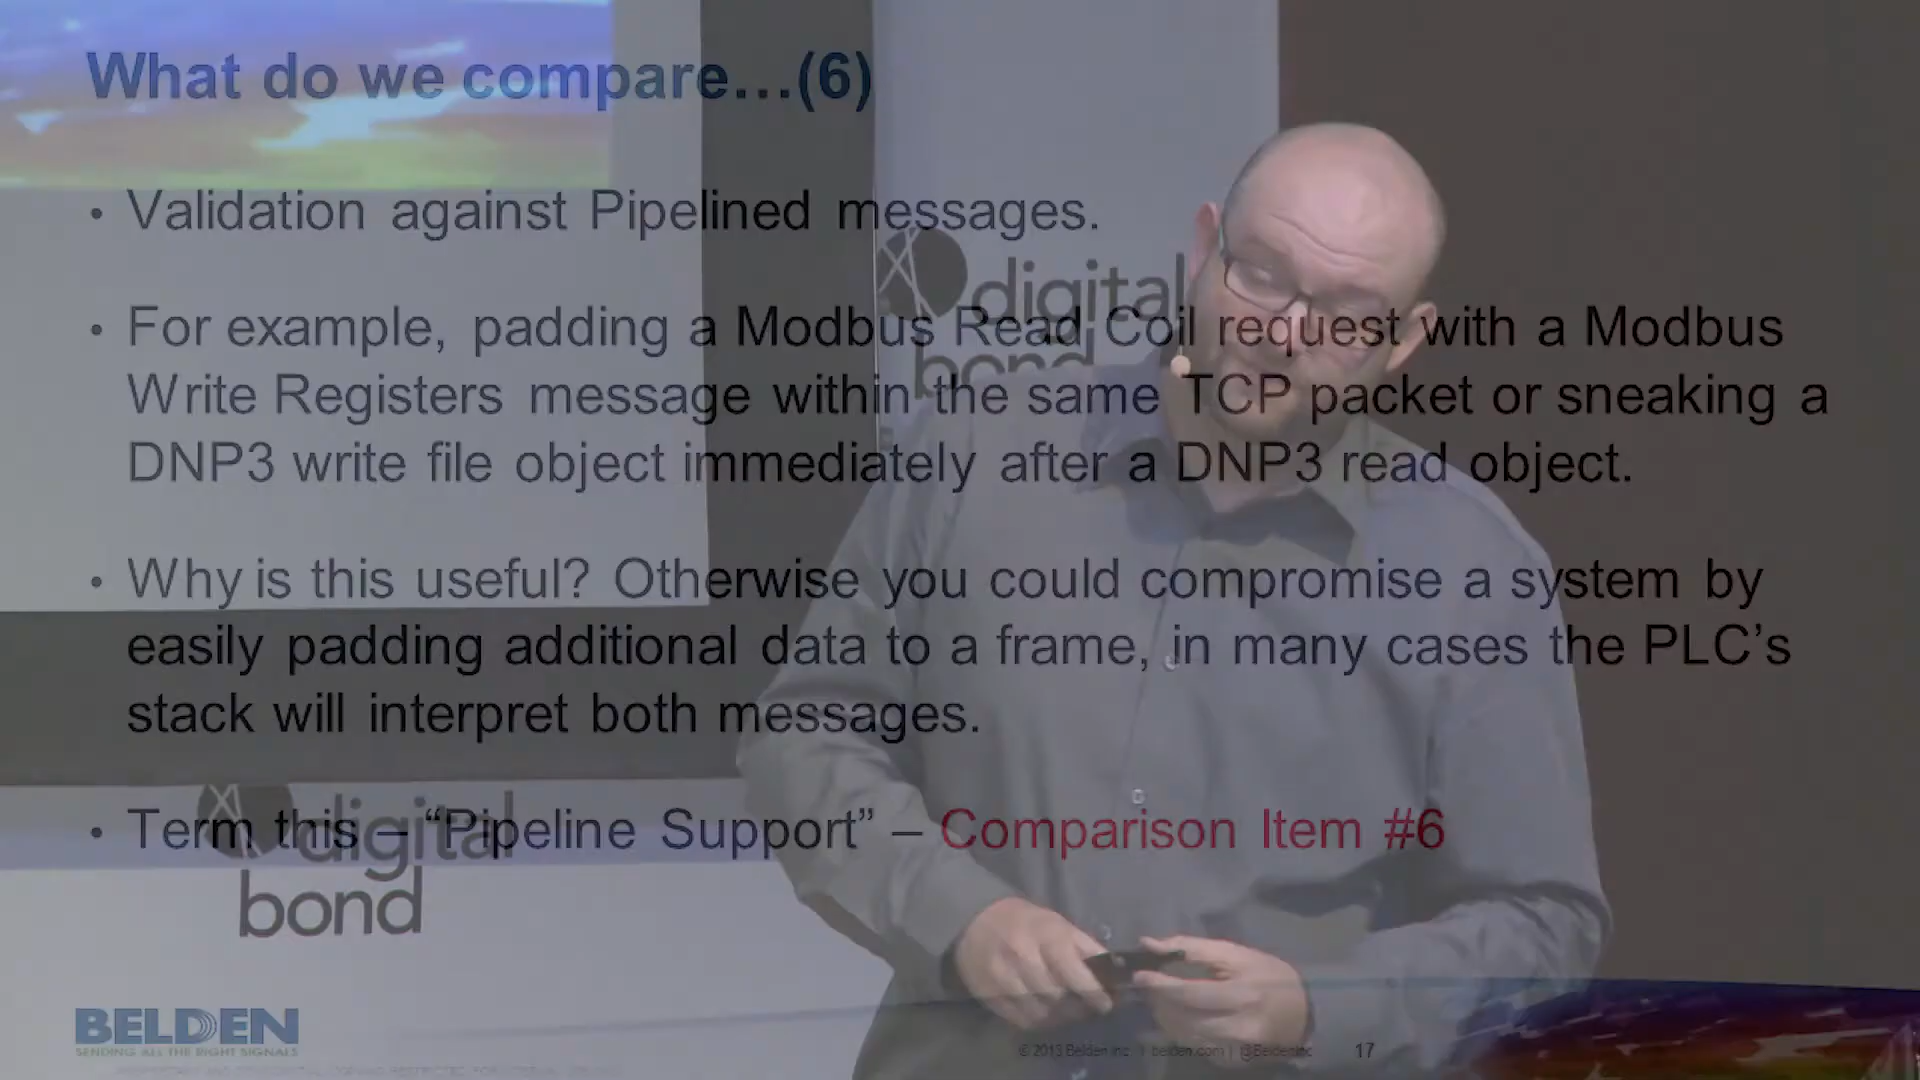 What do we compare…(6)
• Validation against Pipelined messages.
digital
bond
• For example, padding a Modbus Read Coil request with a Modbus
Write Registers message within the same TCP packet or sneaking a
DNP3 write file object immediately after a DNP3 read object.
• Why is this useful? Otherwise you could compromise a system by
easily padding additional data to a frame, in many cases the PLC’s
stack will interpret both messages.
• Term this – “Pipeline Support” – Comparison Item #6
digital
bond
BELDEN
SENDING ALL THE RIGHT SIGNALS
© 2013 Belden Inc. | belden.com | @BeldenInc 17